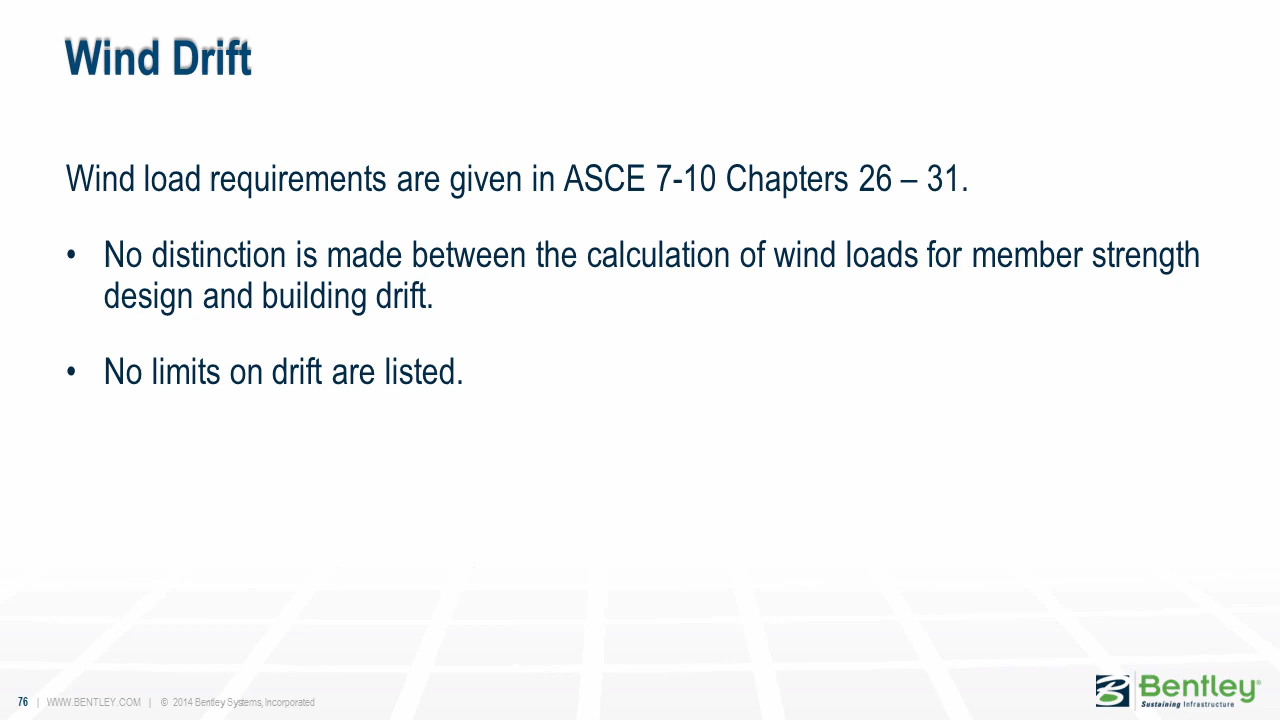 Wind Drift
Wind load requirements are given in ASCE 7-10 Chapters 26 – 31.
• No distinction is made between the calculation of wind loads for member strength
design and building drift.
• No limits on drift are listed.
76 | WWW.BENTLEY.COM | © 2014 Bentley Systems, Incorporated
Bentley®
Sustaining Infrastructure